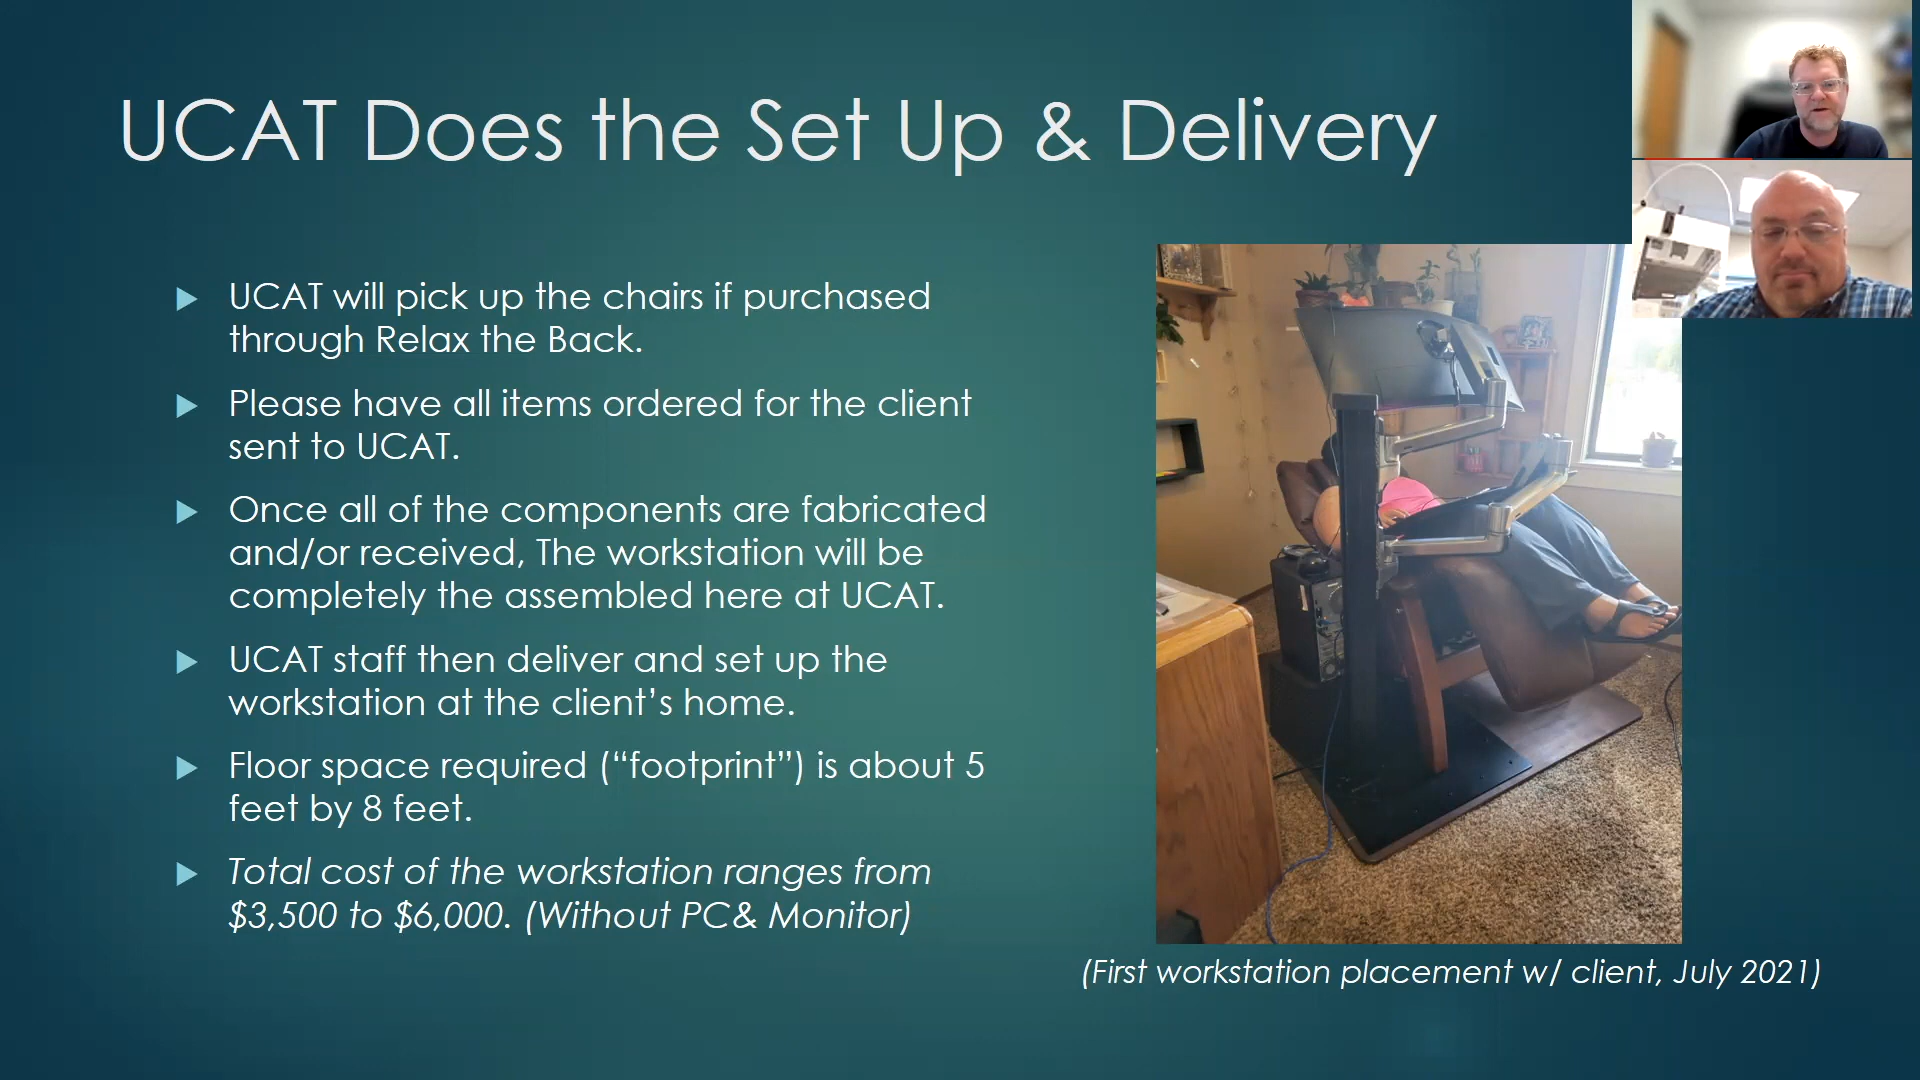 UCAT Does the Set Up & Delivery
UCAT will pick up the chairs if purchased
through Relax the Back.
Please have all items ordered for the client
sent to UCAT.
Once all of the components are fabricated
and/or received, The workstation will be
completely the assembled here at UCAT.
UCAT staff then deliver and set up the
workstation at the client’s home.
Floor space required (“footprint”) is about 5
feet by 8 feet.
Total cost of the workstation ranges from
$3,500 to $6,000. (Without PC& Monitor)
(First workstation placement w/ client, July 2021)